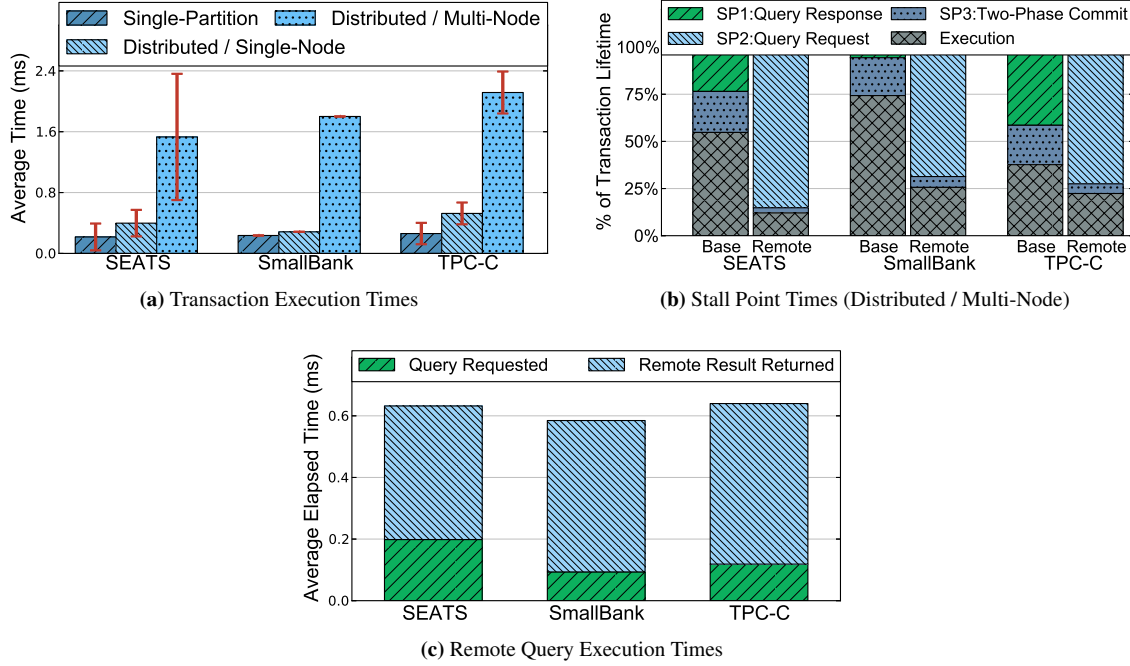 Single-Partition
Distributed / Multi-Node
Distributed / Single-Node
Average Time (ms)
2.4
1.6
0.8
0.0
SEATS
SmallBank
TPC-C
(a) Transaction Execution Times
SP1:Query Response
SP3:Two-Phase Commit
SP2:Query Request
Execution
% of Transaction Lifetime
100%
75%
50%
25%
0%
Base Remote
Base Remote
Base Remote
SEATS
SmallBank
TPC-C
(b) Stall Point Times (Distributed / Multi-Node)
Query Requested
Remote Result Returned
Average Elapsed Time (ms)
0.6
0.4
0.2
0.0
SEATS
SmallBank
TPC-C
(c) Remote Query Execution Times